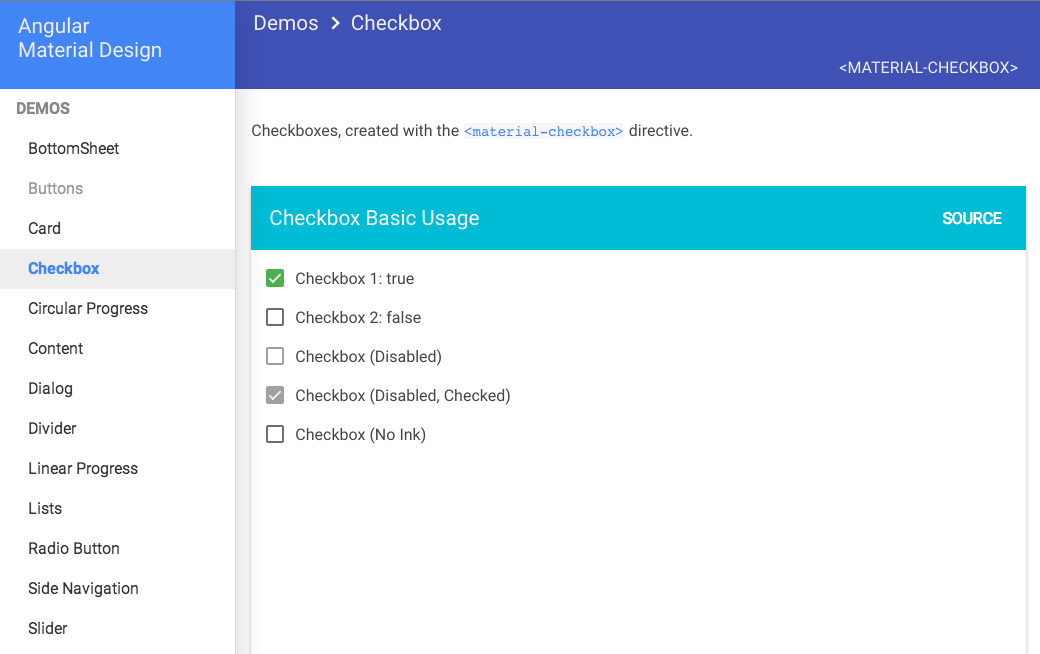 Angular
Material Design
Demos > Checkbox
<MATERIAL-CHECKBOX>
DEMOS
BottomSheet
Buttons
Card
Checkbox
Circular Progress
Content
Dialog
Divider
Linear Progress
Lists
Radio Button
Side Navigation
Slider
Checkboxes, created with the <material-checkbox> directive.
Checkbox Basic Usage
SOURCE
Checkbox 1: true
Checkbox 2: false
Checkbox (Disabled)
Checkbox (Disabled, Checked)
Checkbox (No Ink)